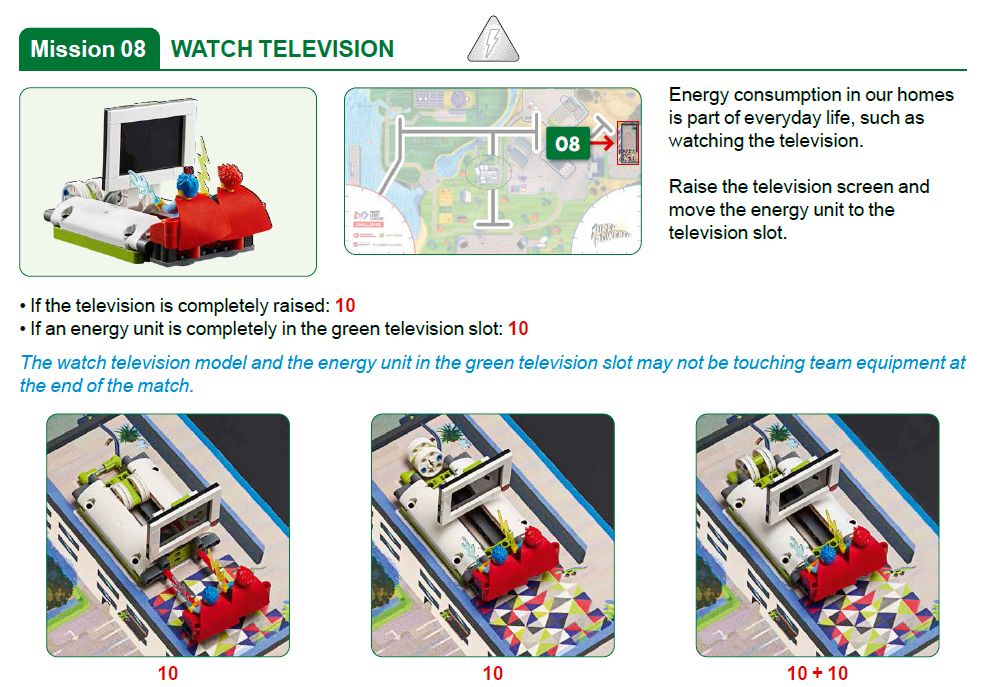 Mission 08 WATCH TELEVISION
08
Energy consumption in our homes
is part of everyday life, such as
watching the television.
Raise the television screen and
move the energy unit to the
television slot.
• If the television is completely raised: 10
• If an energy unit is completely in the green television slot: 10
The watch television model and the energy unit in the green television slot may not be touching team equipment at
the end of the match.
10
10
10 + 10